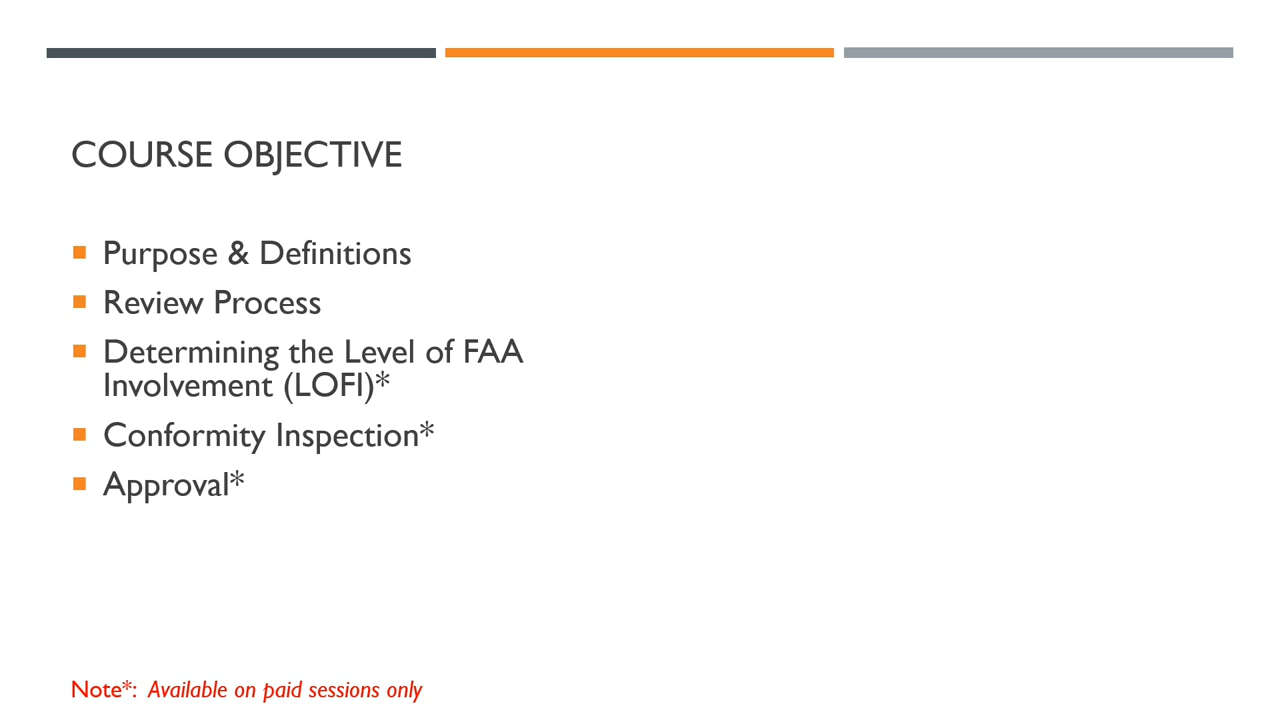 COURSE OBJECTIVE
Purpose & Definitions
Review Process
Determining the Level of FAA
Involvement (LOFI)*
Conformity Inspection*
Approval*
Note*: Available on paid sessions only